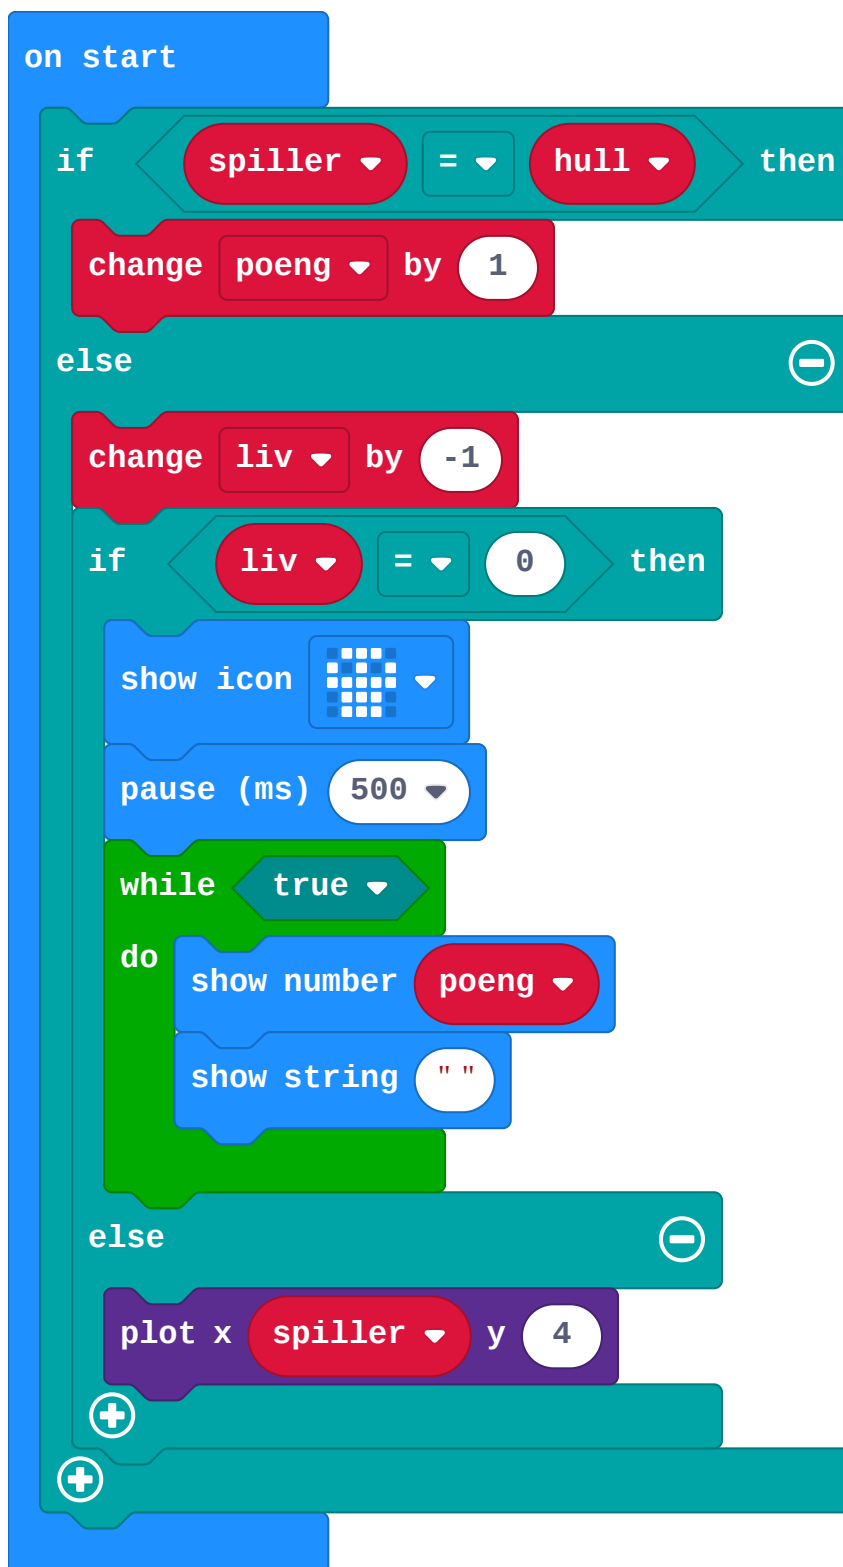 on start
if spiller = hull then
change poeng by 1
else
change liv by -1
if liv = 0 then
show icon
pause (ms) 500
while true
do show number poeng
show string " "
else
plot x spiller y 4